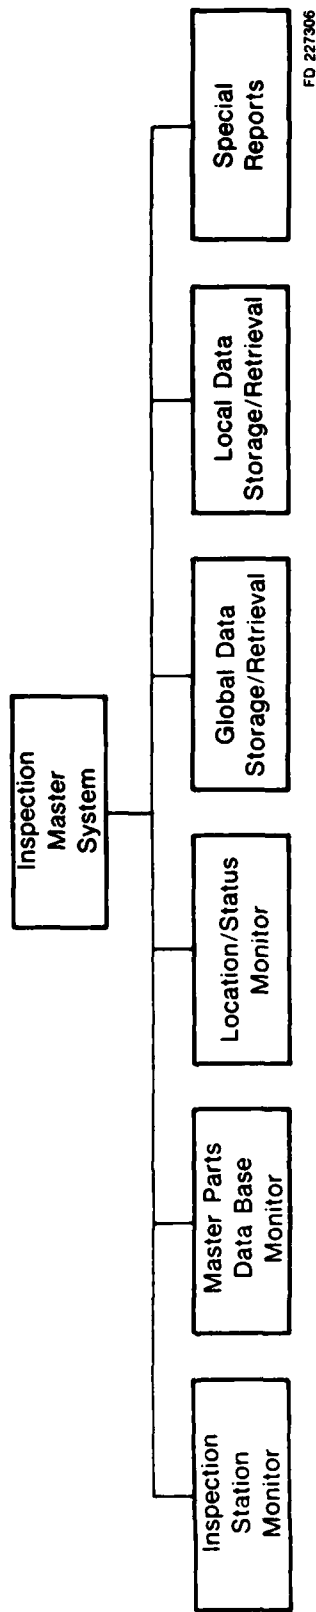 Inspection
Master
System
Inspection
Station
Monitor
Master Parts
Data Base
Monitor
Location/Status
Monitor
Global Data
Storage/Retrieval
Local Data
Storage/Retrieval
Special
Reports
FD 227306